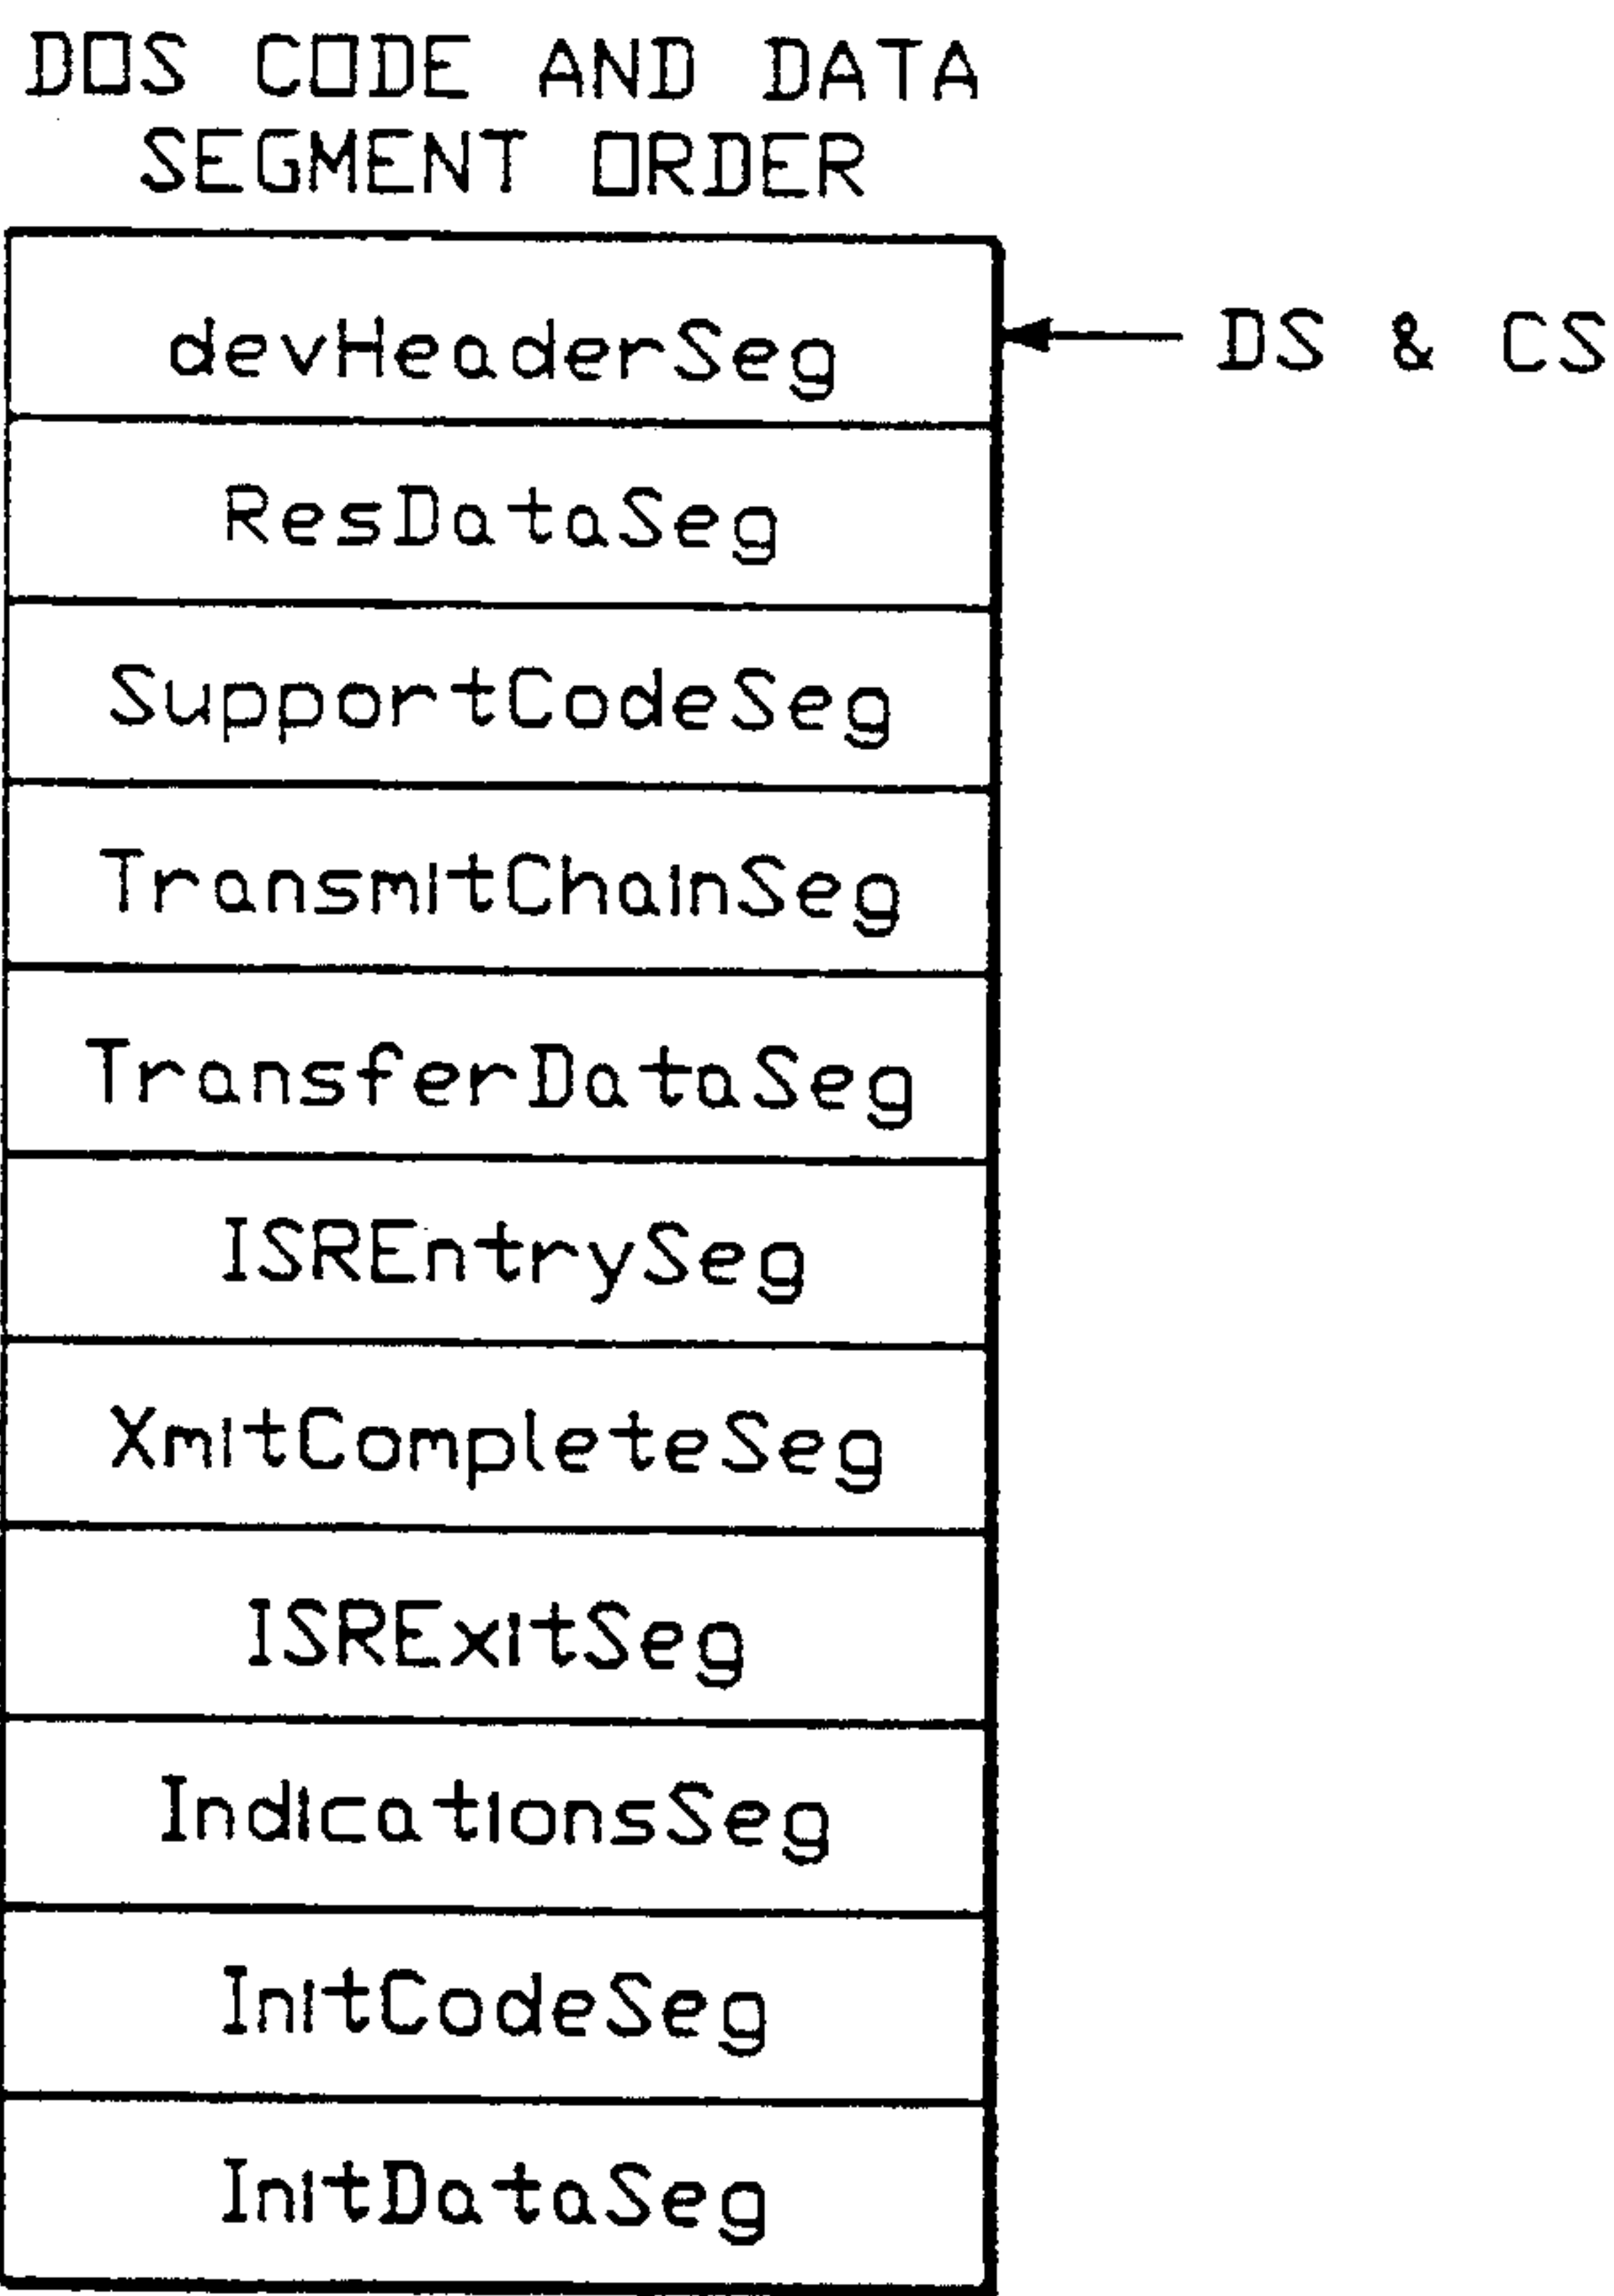 DOS CODE AND DATA
SEGMENT ORDER
devHeaderSeg
DS & CS
ResDataSeg
SupportCodeSeg
TransmitChainSeg
TransferDataSeg
ISREntrySeg
XmitCompleteSeg
ISRExitSeg
IndicationsSeg
InitCodeSeg
InitDataSeg